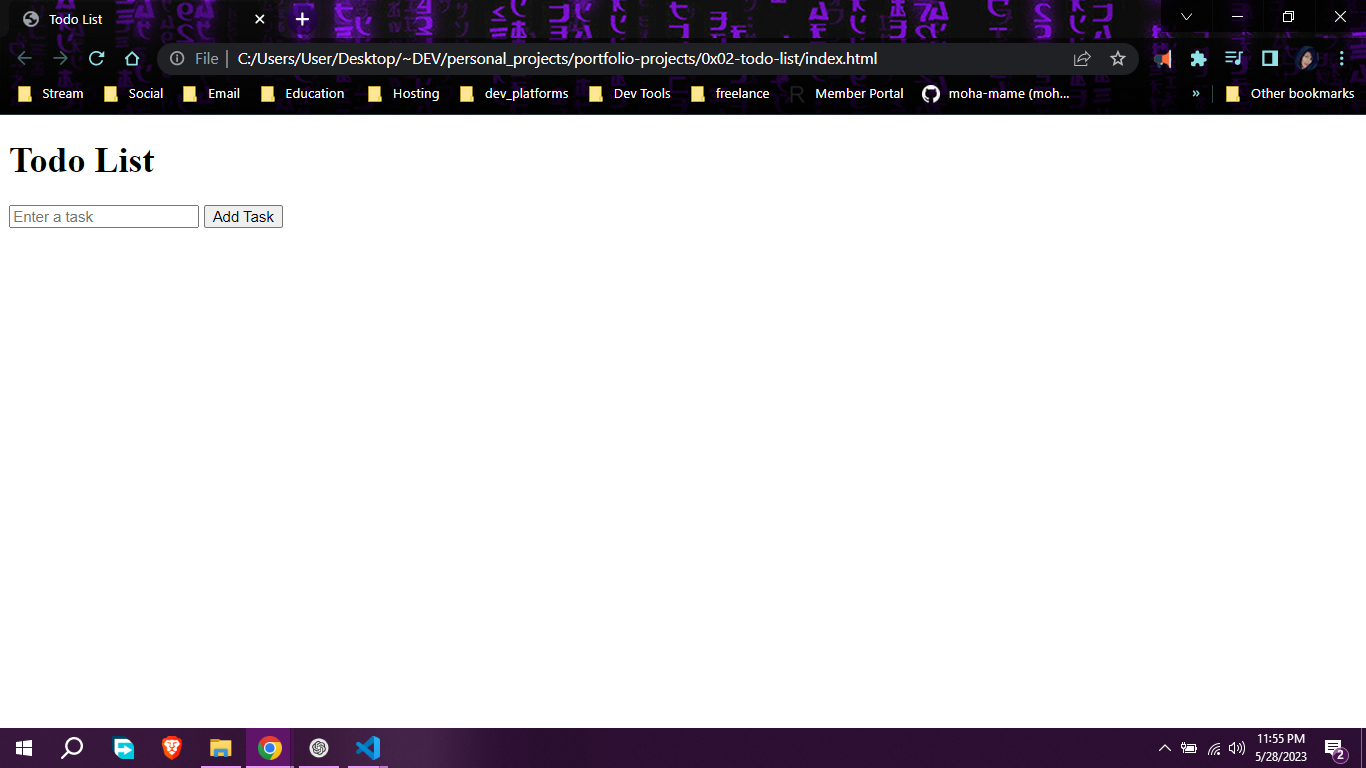 Todo List
File C:/Users/User/Desktop/~DEV/personal_projects/portfolio-projects/0x02-todo-list/index.html
Stream Social Email Education Hosting dev_platforms Dev Tools freelance Member Portal moha-mame (moh... » Other bookmarks
Todo List
Enter a task Add Task
11:55 PM
5/28/2023
2